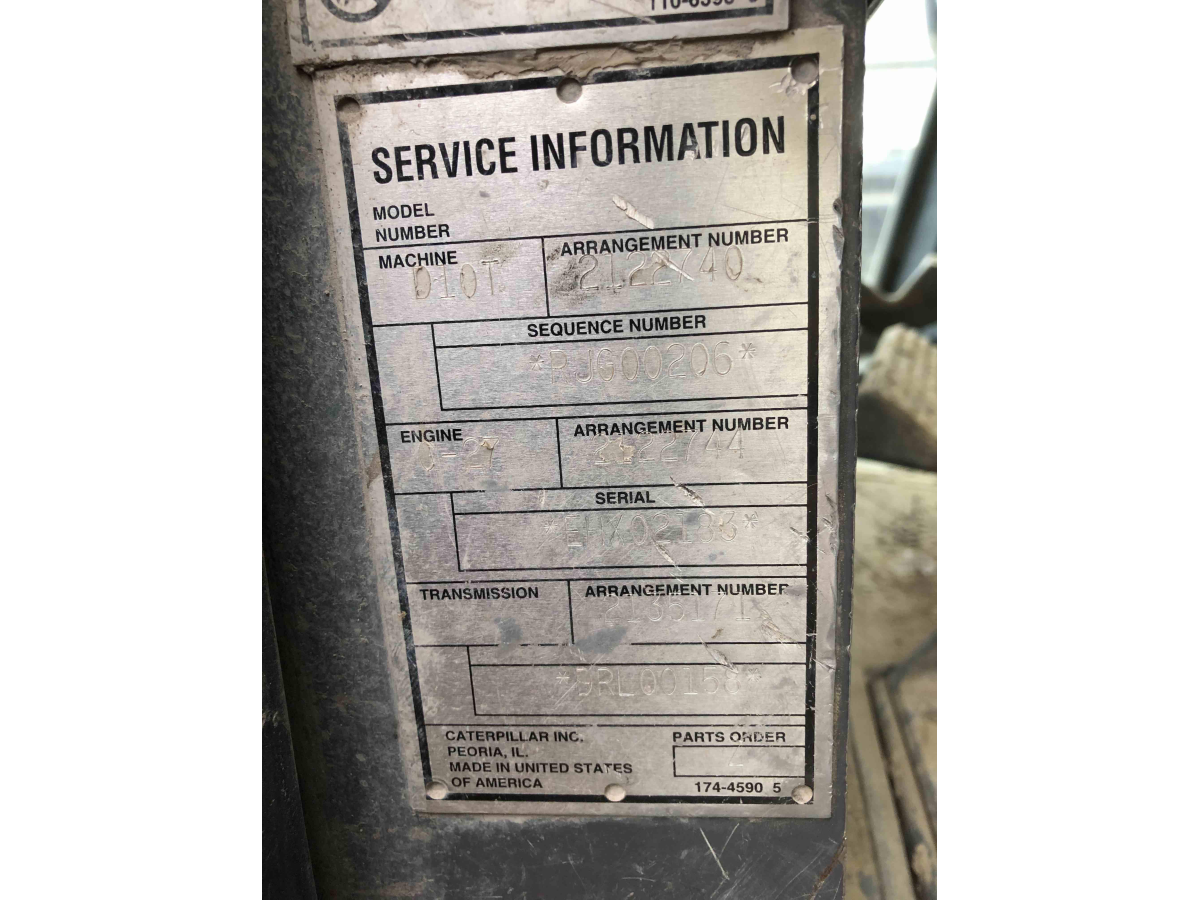 SERVICE INFORMATION
MODEL
NUMBER
MACHINE
D10T
ARRANGEMENT NUMBER
SEQUENCE NUMBER
*RJG00206*
ENGINE
ARRANGEMENT NUMBER
SERIAL
TRANSMISSION
ARRANGEMENT NUMBER
CATERPILLAR INC.
PEORIA, IL.
MADE IN UNITED STATES
OF AMERICA
PARTS ORDER
174-4590 5